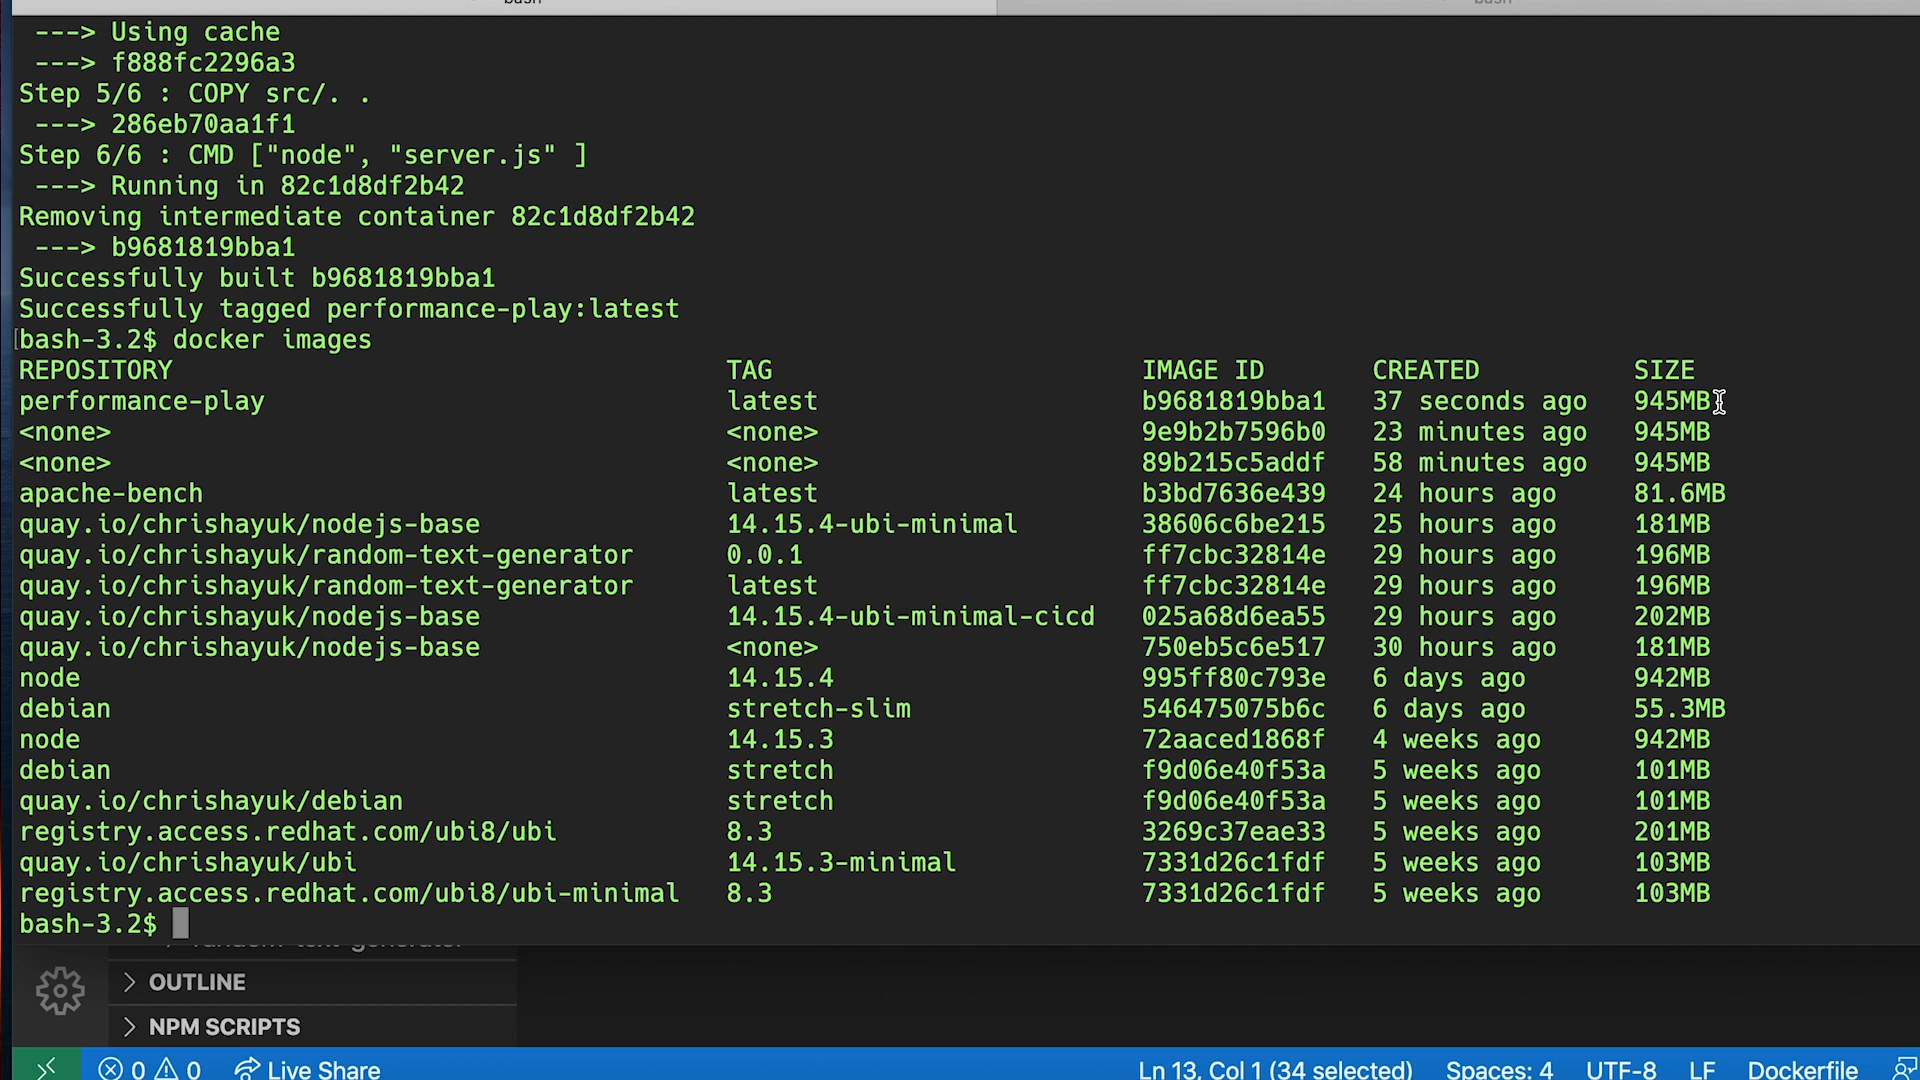 bash
bash
---> Using cache
---> f888fc2296a3
Step 5/6 : COPY src/. .
---> 286eb70aa1f1
Step 6/6 : CMD ["node", "server.js" ]
---> Running in 82c1d8df2b42
Removing intermediate container 82c1d8df2b42
---> b9681819bba1
Successfully built b9681819bba1
Successfully tagged performance-play:latest
bash-3.2$ docker images
REPOSITORY TAG IMAGE ID CREATED SIZE
performance-play latest b9681819bba1 37 seconds ago 945MB
<none> <none> 9e9b2b7596b0 23 minutes ago 945MB
<none> <none> 89b215c5addf 58 minutes ago 945MB
apache-bench latest b3bd7636e439 24 hours ago 81.6MB
quay.io/chrishayuk/nodejs-base 14.15.4-ubi-minimal 38606c6be215 25 hours ago 181MB
quay.io/chrishayuk/random-text-generator 0.0.1 ff7cbc32814e 29 hours ago 196MB
quay.io/chrishayuk/random-text-generator latest ff7cbc32814e 29 hours ago 196MB
quay.io/chrishayuk/nodejs-base 14.15.4-ubi-minimal-cicd 025a68d6ea55 29 hours ago 202MB
quay.io/chrishayuk/nodejs-base <none> 750eb5c6e517 30 hours ago 181MB
node 14.15.4 995ff80c793e 6 days ago 942MB
debian stretch-slim 546475075b6c 6 days ago 55.3MB
node 14.15.3 72aaced1868f 4 weeks ago 942MB
debian stretch f9d06e40f53a 5 weeks ago 101MB
quay.io/chrishayuk/debian stretch f9d06e40f53a 5 weeks ago 101MB
registry.access.redhat.com/ubi8/ubi 8.3 3269c37eae33 5 weeks ago 201MB
quay.io/chrishayuk/ubi 14.15.3-minimal 7331d26c1fdf 5 weeks ago 103MB
registry.access.redhat.com/ubi8/ubi-minimal 8.3 7331d26c1fdf 5 weeks ago 103MB
bash-3.2$
OUTLINE
NPM SCRIPTS
0 0 Live Share Ln 13, Col 1 (34 selected) Spaces: 4 UTF-8 LF Dockerfile